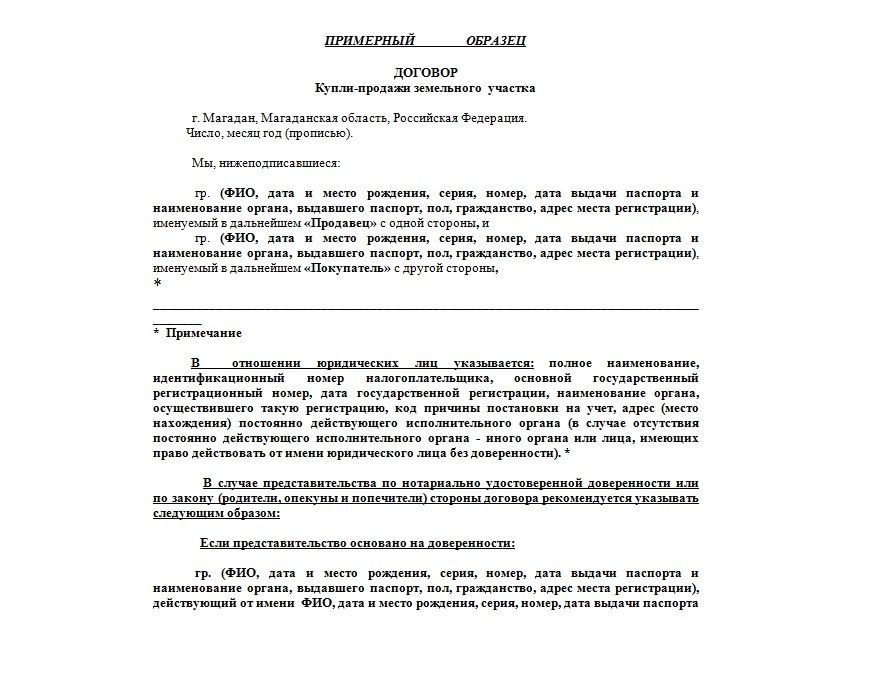 ПРИМЕРНЫЙ ОБРАЗЕЦ
ДОГОВОР
Купли-продажи земельного участка
г. Магадан, Магаданская область, Российская Федерация.
Число, месяц год (прописью).
Мы, нижеподписавшиеся:
гр. (ФИО, дата и место рождения, серия, номер, дата выдачи паспорта и
наименование органа, выдавшего паспорт, пол, гражданство, адрес места регистрации),
именуемый в дальнейшем «Продавец» с одной стороны, и
гр. (ФИО, дата и место рождения, серия, номер, дата выдачи паспорта и
наименование органа, выдавшего паспорт, пол, гражданство, адрес места регистрации),
именуемый в дальнейшем «Покупатель» с другой стороны,
*
* Примечание
В отношении юридических лиц указывается: полное наименование,
идентификационный номер налогоплательщика, основной государственный
регистрационный номер, дата государственной регистрации, наименование органа,
осуществившего такую регистрацию, код причины постановки на учет, адрес (место
нахождения) постоянно действующего исполнительного органа (в случае отсутствия
постоянно действующего исполнительного органа - иного органа или лица, имеющих
право действовать от имени юридического лица без доверенности). *
В случае представительства по нотариально удостоверенной доверенности или
по закону (родители, опекуны и попечители) стороны договора рекомендуется указывать
следующим образом:
Если представительство основано на доверенности:
гр. (ФИО, дата и место рождения, серия, номер, дата выдачи паспорта и
наименование органа, выдавшего паспорт, пол, гражданство, адрес места регистрации),
действующий от имени ФИО, дата и место рождения, серия, номер, дата выдачи паспорта